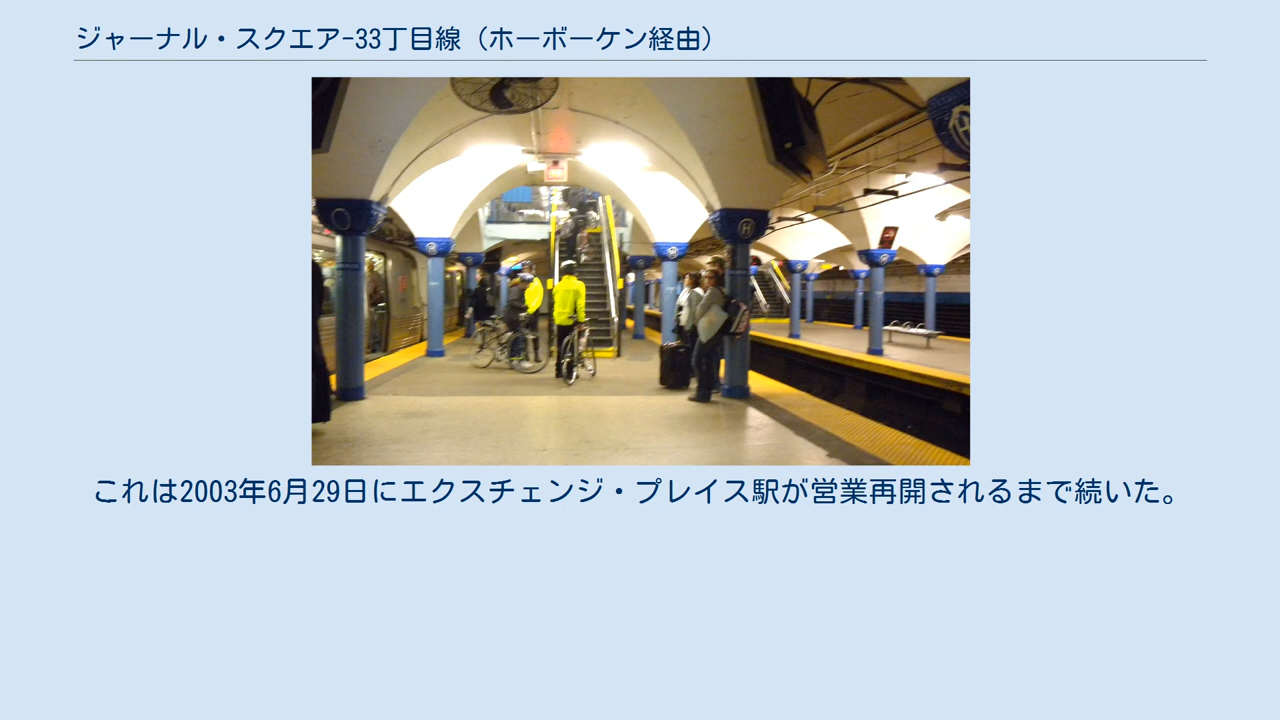 ジャーナル・スクエア-33丁目線（ホーボーケン経由）
これは2003年6月29日にエクスチェンジ・プレイス駅が営業再開されるまで続いた。